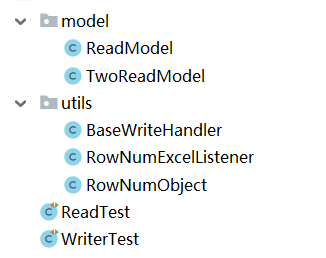 model
ReadModel
TwoReadModel
utils
BaseWriteHandler
RowNumExcelListener
RowNumObject
ReadTest
WriterTest